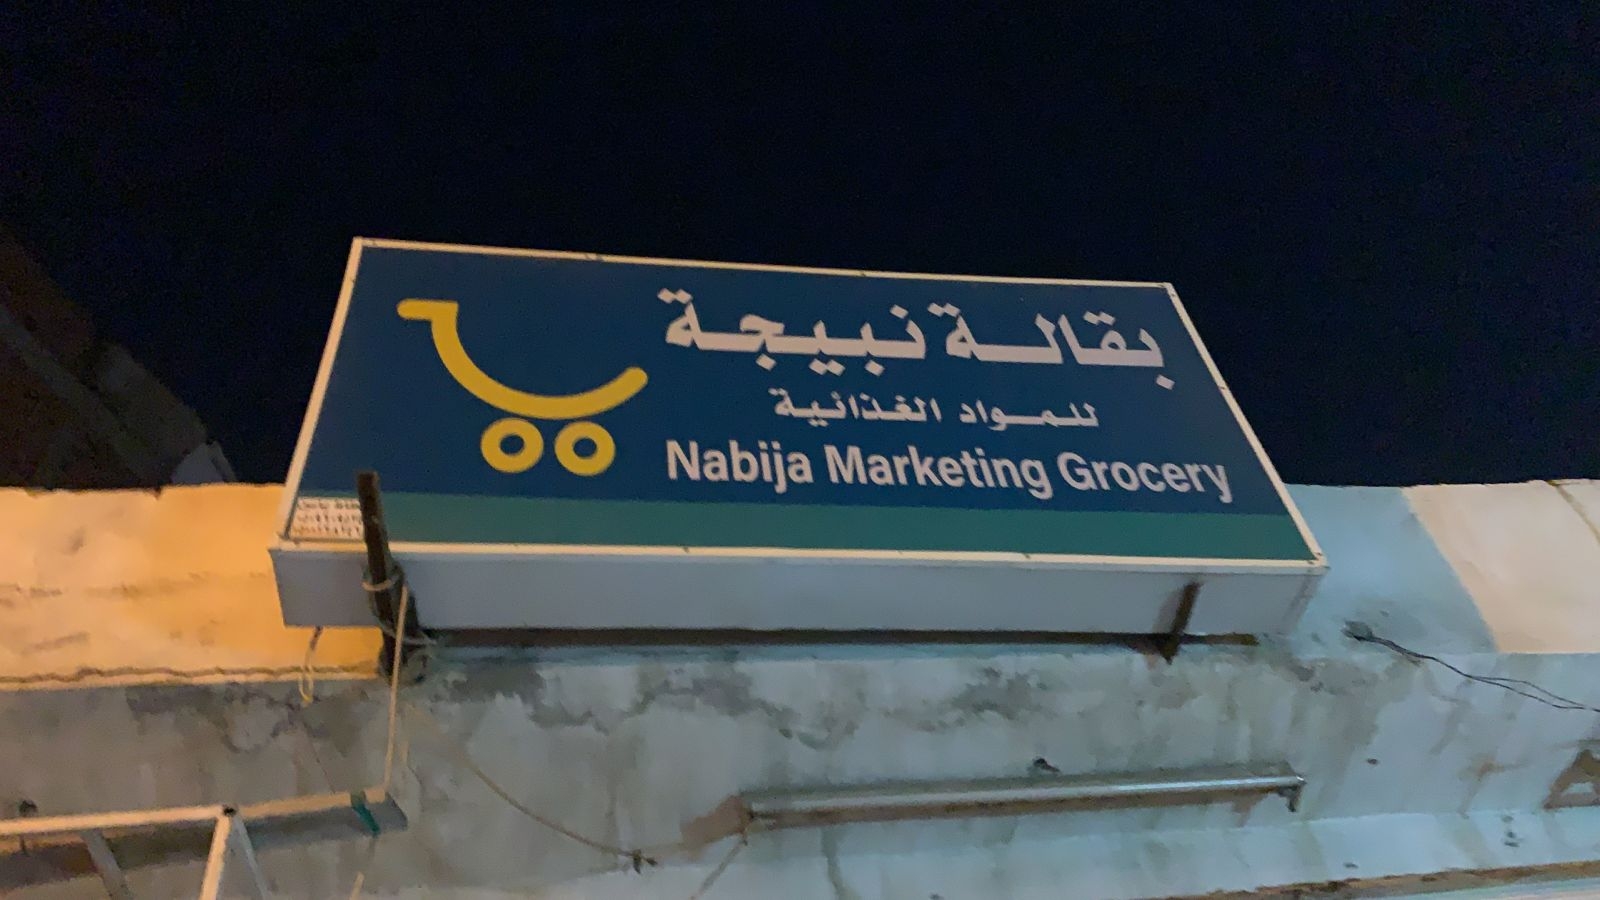 بقالة نبيجة
للمواد الغذائية
Nabija Marketing Grocery